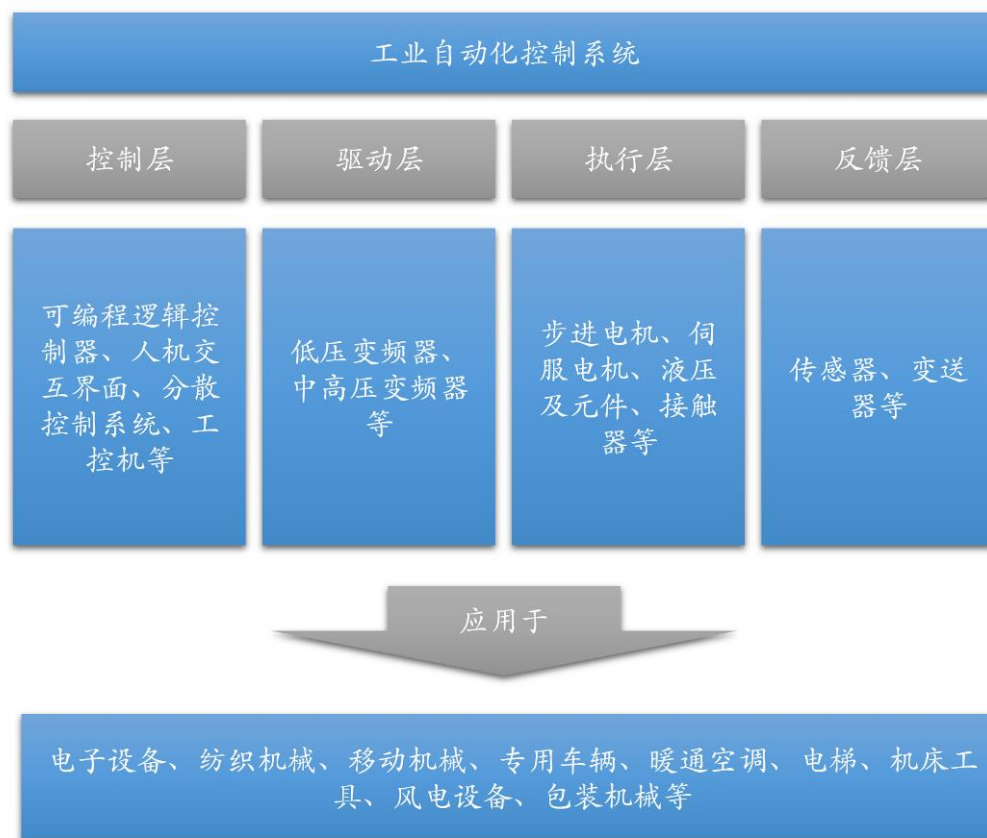 工业自动化控制系统
控制层
驱动层
执行层
反馈层
可编程逻辑控
制器、人机交
互界面、分散
控制系统、工
控机等
低压变频器、
中高压变频器
等
步进电机、伺
服电机、液压
及元件、接触
器等
传感器、变送
器等
应用于
电子设备、纺织机械、移动机械、专用车辆、暖通空调、电梯、机床工
具、风电设备、包装机械等